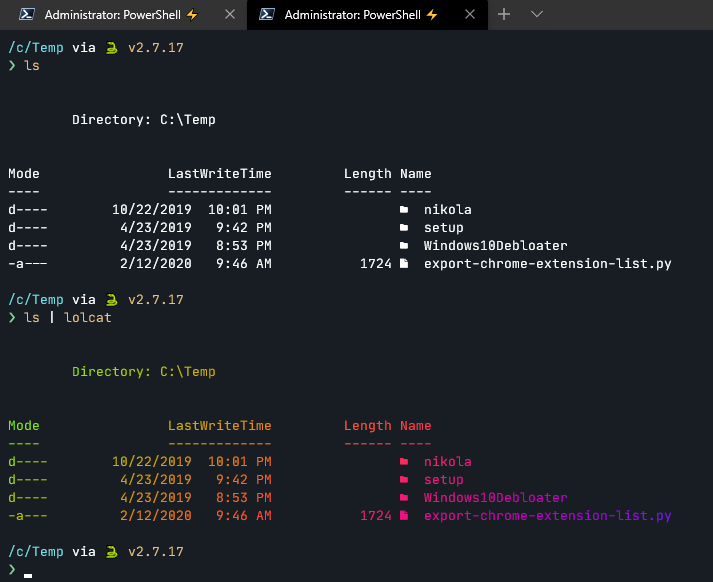 Administrator: PowerShell ⚡ Administrator: PowerShell ⚡
/c/Temp via 🐍 v2.7.17
❯ ls
Directory: C:\Temp
Mode LastWriteTime Length Name
---- ------------- ------ ----
d---- 10/22/2019 10:01 PM nikola
d---- 4/23/2019 9:42 PM setup
d---- 4/23/2019 8:53 PM Windows10Debloater
-a--- 2/12/2020 9:46 AM 1724 export-chrome-extension-list.py
/c/Temp via 🐍 v2.7.17
❯ ls | lolcat
Directory: C:\Temp
Mode LastWriteTime Length Name
---- ------------- ------ ----
d---- 10/22/2019 10:01 PM nikola
d---- 4/23/2019 9:42 PM setup
d---- 4/23/2019 8:53 PM Windows10Debloater
-a--- 2/12/2020 9:46 AM 1724 export-chrome-extension-list.py
/c/Temp via 🐍 v2.7.17
❯